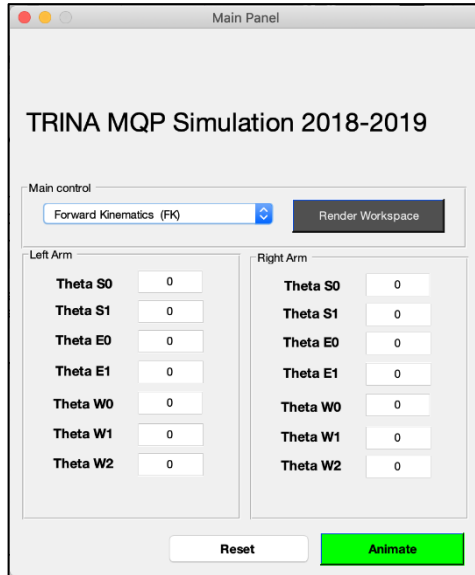 Main Panel
TRINA MQP Simulation 2018-2019
Main control
Forward Kinematics (FK)
Render Workspace
Left Arm
Theta S0 0
Theta S1 0
Theta E0 0
Theta E1 0
Theta W0 0
Theta W1 0
Theta W2 0
Right Arm
Theta S0 0
Theta S1 0
Theta E0 0
Theta E1 0
Theta W0 0
Theta W1 0
Theta W2 0
Reset
Animate